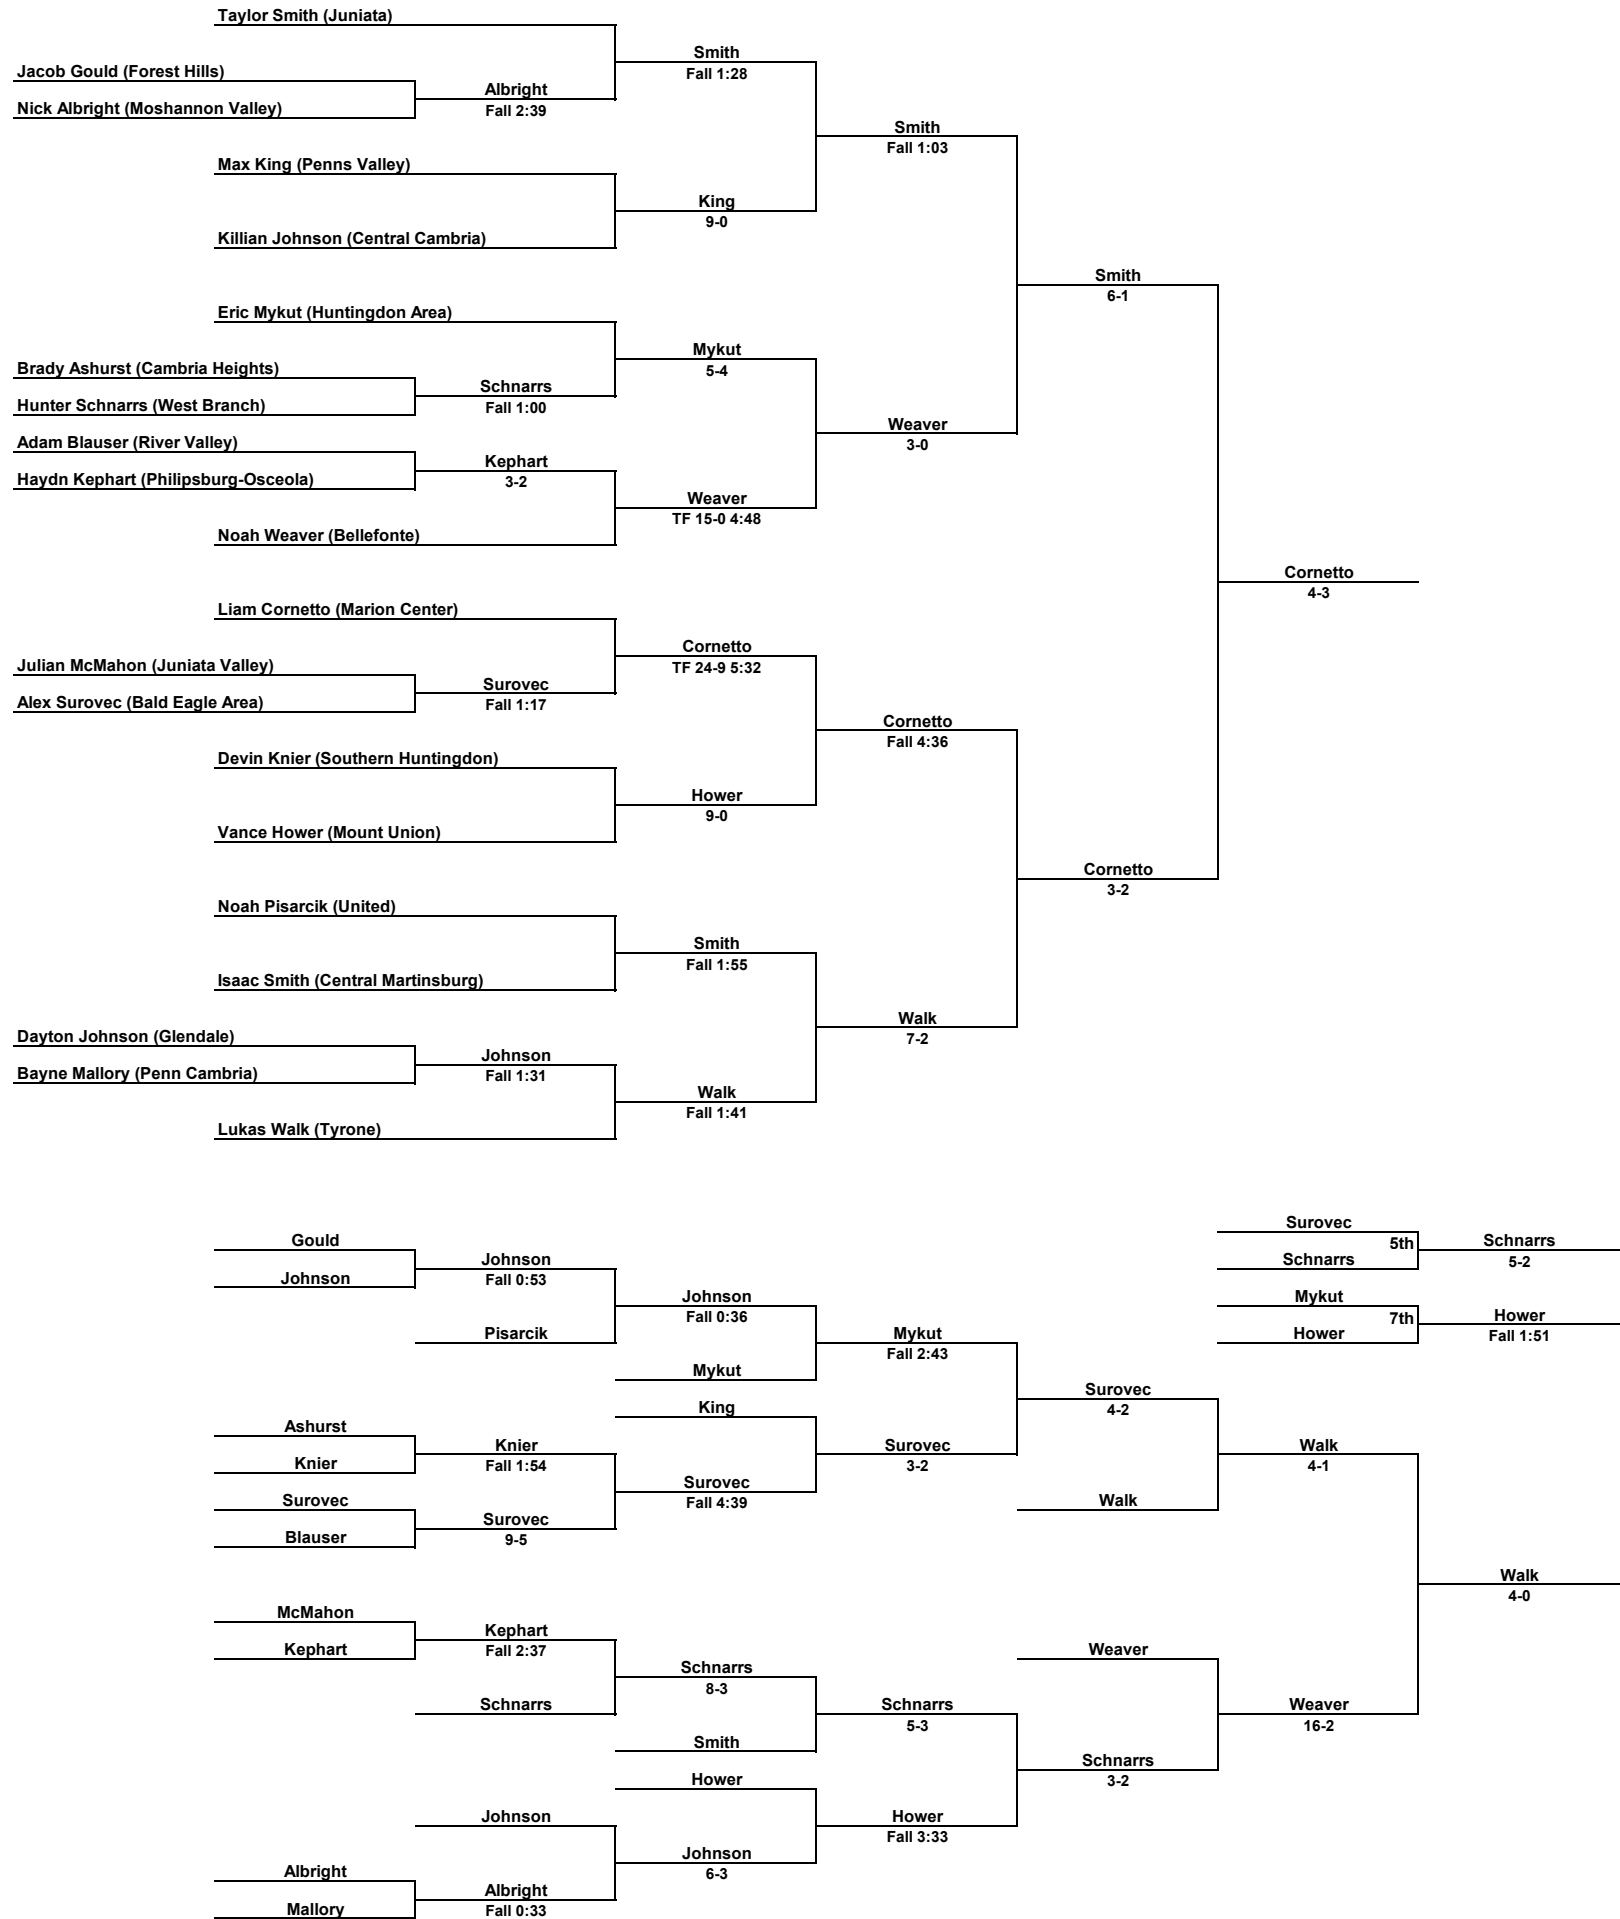 Taylor Smith (Juniata)
Smith
Fall 1:28
Jacob Gould (Forest Hills)
Albright
Fall 2:39
Nick Albright (Moshannon Valley)
Smith
Fall 1:03
Max King (Penns Valley)
King
9-0
Killian Johnson (Central Cambria)
Smith
6-1
Eric Mykut (Huntingdon Area)
Mykut
5-4
Brady Ashurst (Cambria Heights)
Schnarrs
Fall 1:00
Hunter Schnarrs (West Branch)
Weaver
3-0
Adam Blauser (River Valley)
Kephart
3-2
Haydn Kephart (Philipsburg-Osceola)
Weaver
TF 15-0 4:48
Noah Weaver (Bellefonte)
Cornetto
4-3
Liam Cornetto (Marion Center)
Cornetto
TF 24-9 5:32
Julian McMahon (Juniata Valley)
Surovec
Fall 1:17
Alex Surovec (Bald Eagle Area)
Cornetto
Fall 4:36
Devin Knier (Southern Huntingdon)
Hower
9-0
Vance Hower (Mount Union)
Cornetto
3-2
Noah Pisarcik (United)
Smith
Fall 1:55
Isaac Smith (Central Martinsburg)
Walk
7-2
Dayton Johnson (Glendale)
Johnson
Fall 1:31
Bayne Mallory (Penn Cambria)
Walk
Fall 1:41
Lukas Walk (Tyrone)
Surovec
5th
Schnarrs
Schnarrs
5-2
Mykut
7th
Hower
Hower
Fall 1:51
Gould
Johnson
Johnson
Fall 0:53
Pisarcik
Johnson
Fall 0:36
Mykut
Mykut
Fall 2:43
King
Surovec
4-2
Ashurst
Knier
Knier
Fall 1:54
Surovec
3-2
Walk
4-1
Surovec
Fall 4:39
Surovec
Blauser
Surovec
9-5
Walk
Walk
4-0
McMahon
Kephart
Kephart
Fall 2:37
Schnarrs
Schnarrs
8-3
Weaver
Schnarrs
5-3
Weaver
16-2
Smith
Hower
Schnarrs
3-2
Johnson
Hower
Fall 3:33
Johnson
6-3
Albright
Mallory
Albright
Fall 0:33